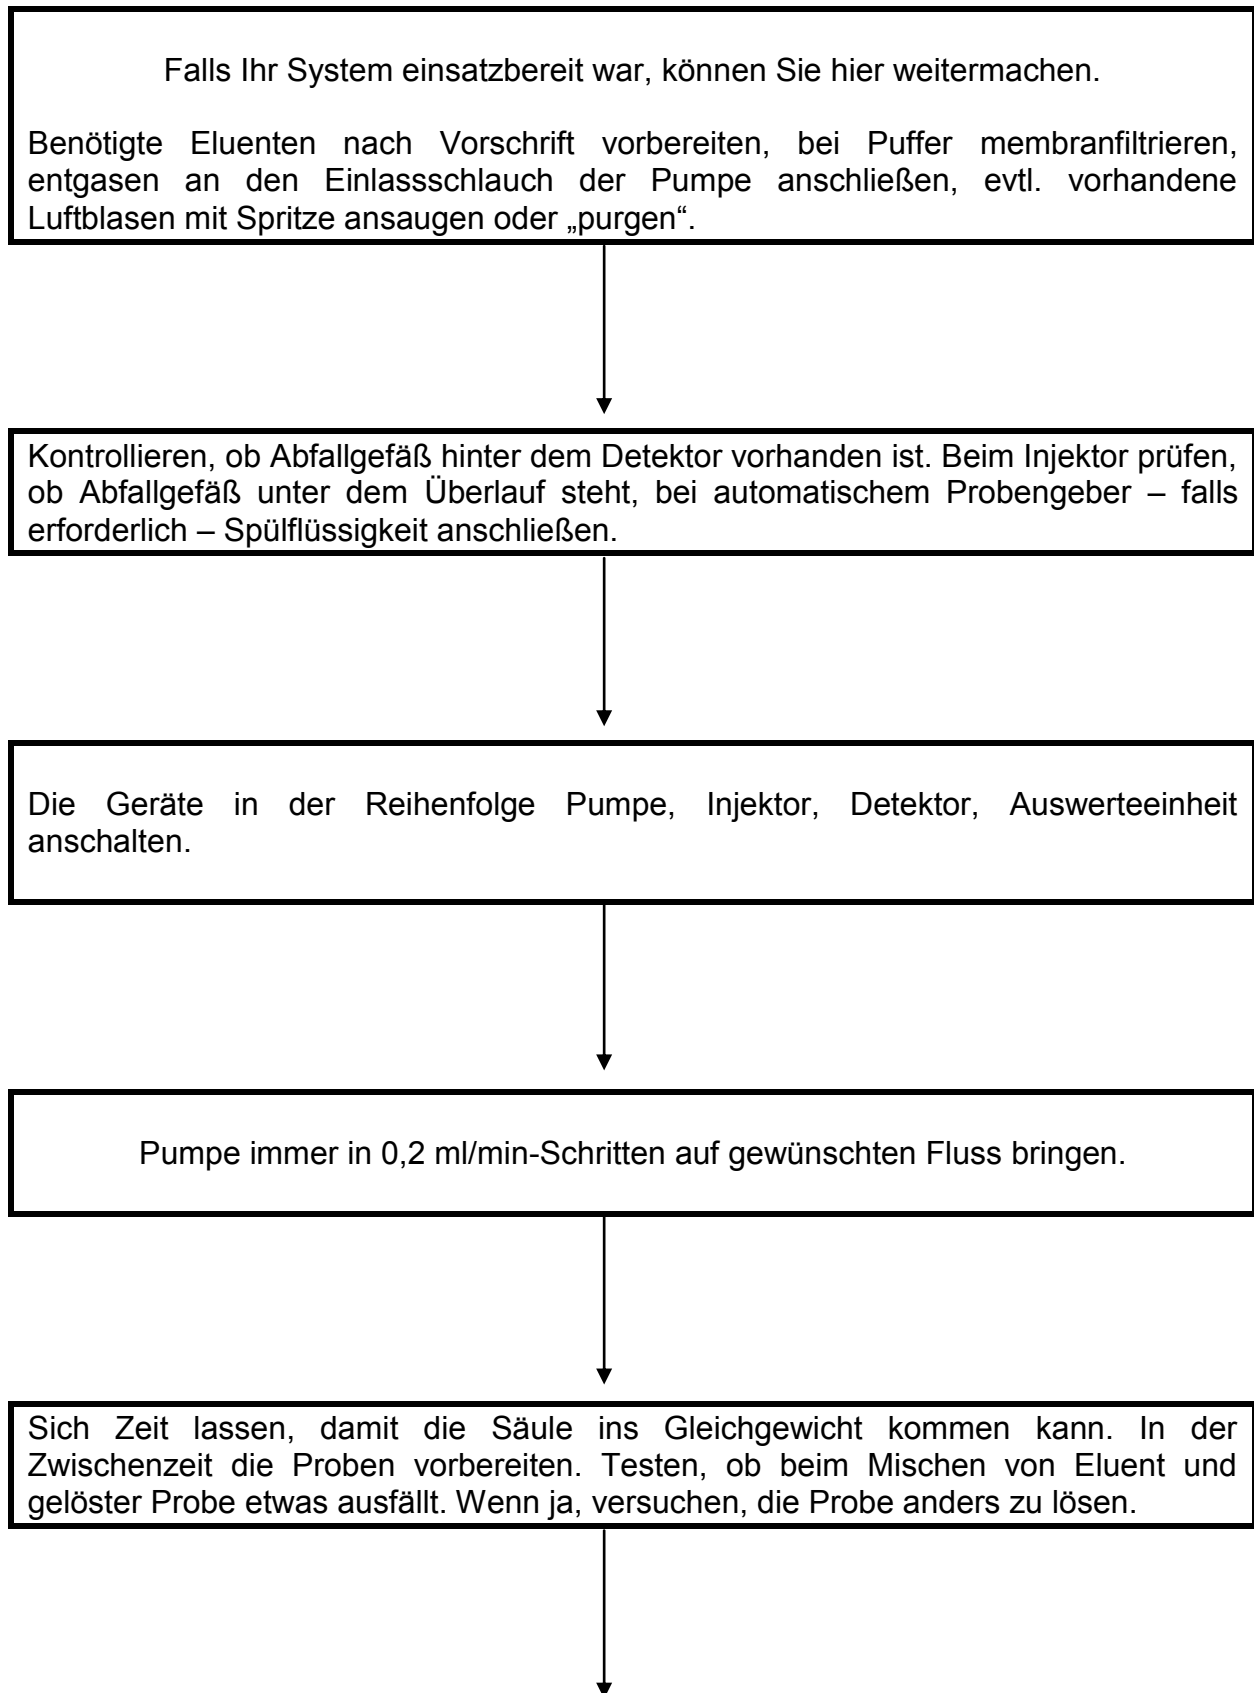 Falls Ihr System einsatzbereit war, können Sie hier weitermachen.
Benötigte Eluenten nach Vorschrift vorbereiten, bei Puffer membranfiltrieren,
entgasen an den Einlassschlauch der Pumpe anschließen, evtl. vorhandene
Luftblasen mit Spritze ansaugen oder „purgen“.
Kontrollieren, ob Abfallgefäß hinter dem Detektor vorhanden ist. Beim Injektor prüfen,
ob Abfallgefäß unter dem Überlauf steht, bei automatischem Probengeber – falls
erforderlich – Spülflüssigkeit anschließen.
Die Geräte in der Reihenfolge Pumpe, Injektor, Detektor, Auswerteeinheit
anschalten.
Pumpe immer in 0,2 ml/min-Schritten auf gewünschten Fluss bringen.
Sich Zeit lassen, damit die Säule ins Gleichgewicht kommen kann. In der
Zwischenzeit die Proben vorbereiten. Testen, ob beim Mischen von Eluent und
gelöster Probe etwas ausfällt. Wenn ja, versuchen, die Probe anders zu lösen.